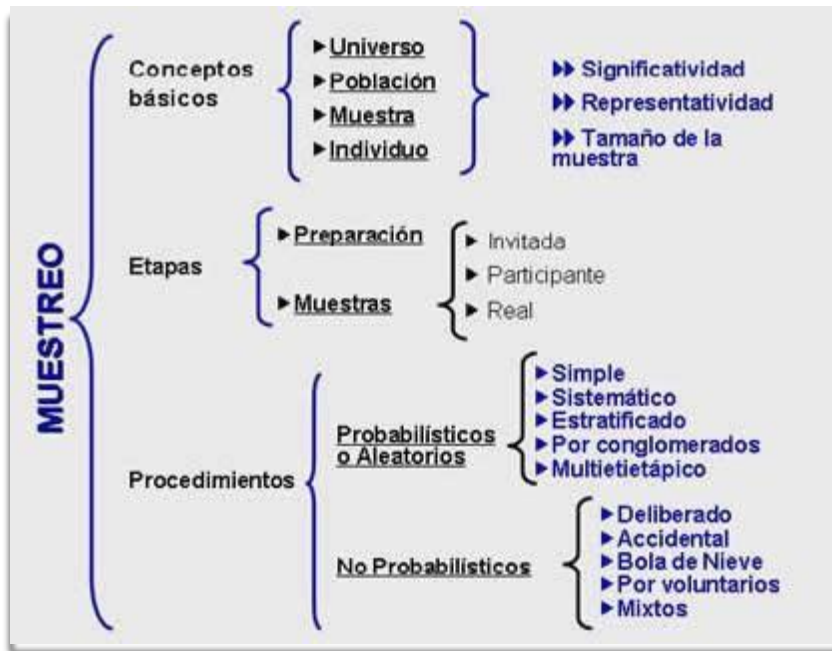 MUESTREO
Conceptos
básicos
►Universo
►Población
►Muestra
►Individuo
►► Significatividad
►► Representatividad
►► Tamaño de la
muestra
Etapas
►Preparación
►Muestras
► Invitada
► Participante
► Real
Procedimientos
Probabilísticos
o Aleatorios
►Simple
►Sistemático
►Estratificado
►Por conglomerados
►Multietietápico
No Probabilísticos
►Deliberado
►Accidental
►Bola de Nieve
►Por voluntarios
►Mixtos